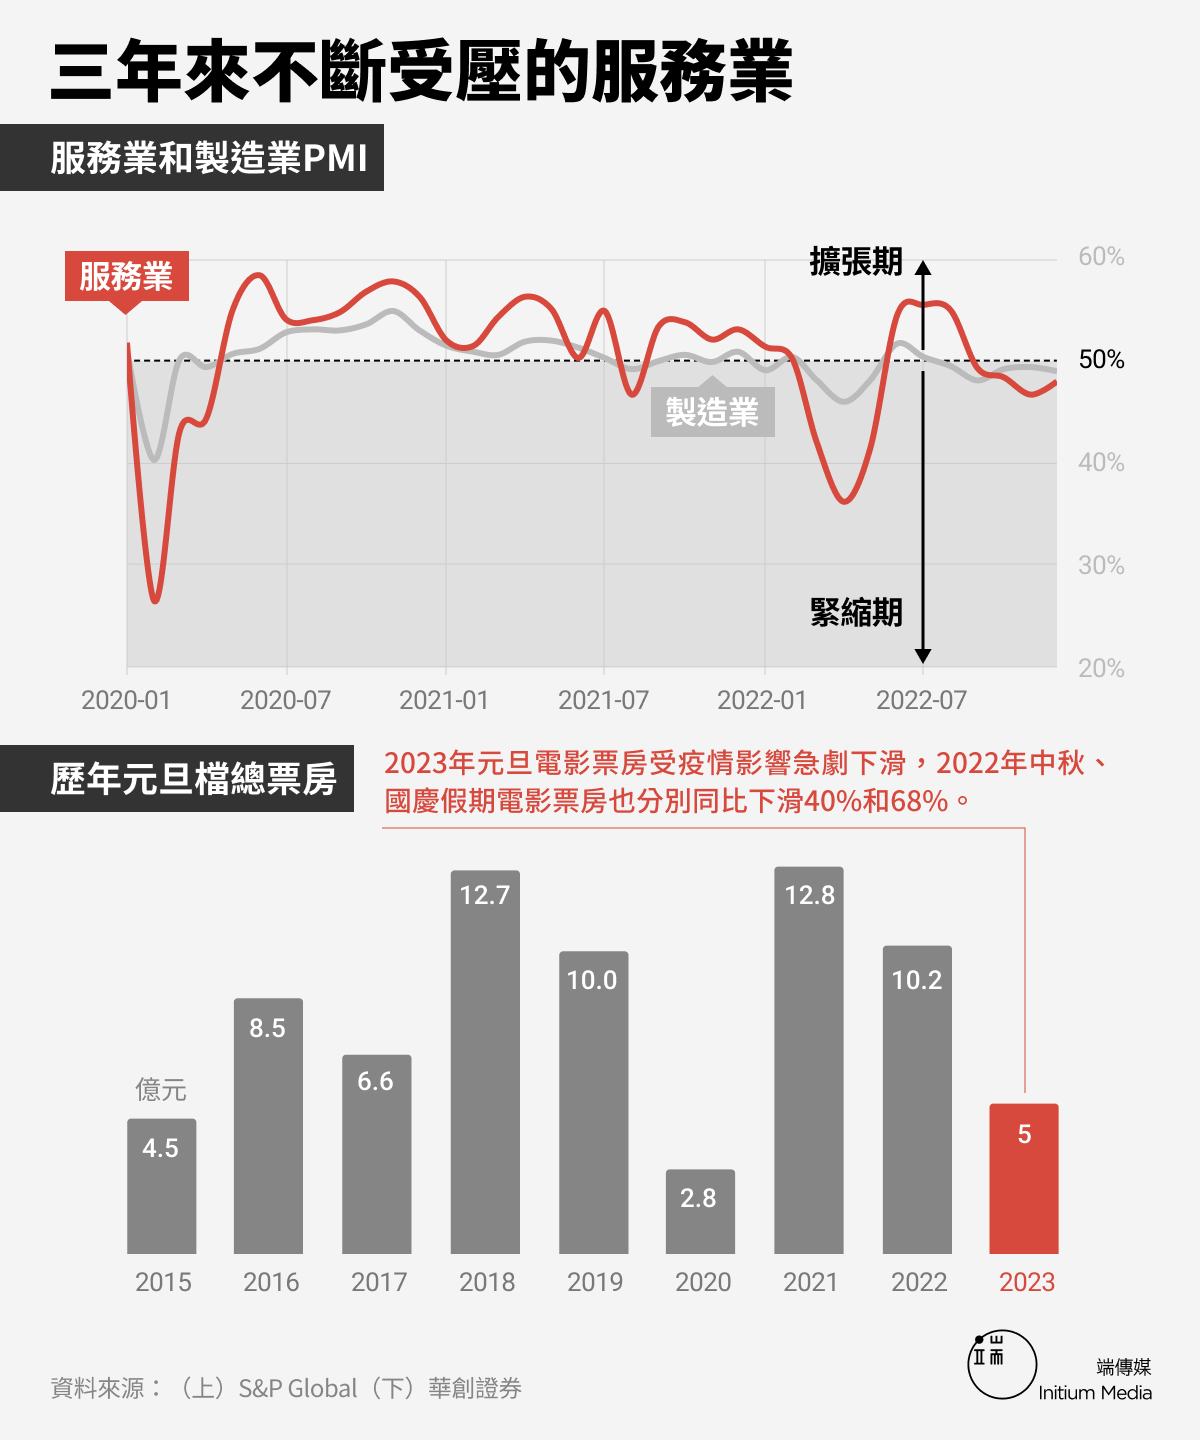 三年來不斷受壓的服務業
服務業和製造業PMI
服務業
擴張期
60%
50%
製造業
40%
30%
緊縮期
20%
2020-01 2020-07 2021-01 2021-07 2022-01 2022-07
歷年元旦檔總票房
2023年元旦電影票房受疫情影響急劇下滑，2022年中秋、
國慶假期電影票房也分別同比下滑40%和68%。
億元
4.5 8.5 6.6 12.7 10.0 2.8 12.8 10.2 5
2015 2016 2017 2018 2019 2020 2021 2022 2023
端
端傳媒
Initium Media
資料來源：（上）S&P Global（下）華創證券